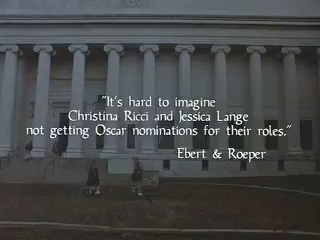 "It's hard to imagine
Christina Ricci and Jessica Lange
not getting Oscar nominations for their roles."
Ebert & Roeper